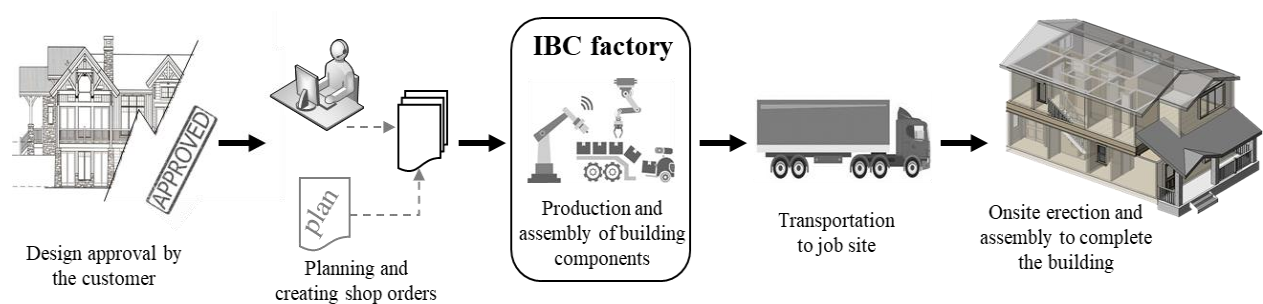 APPROVED
Design approval by
the customer
plan
Planning and
creating shop orders
IBC factory
Production and
assembly of building
components
Transportation
to job site
Onsite erection and
assembly to complete
the building